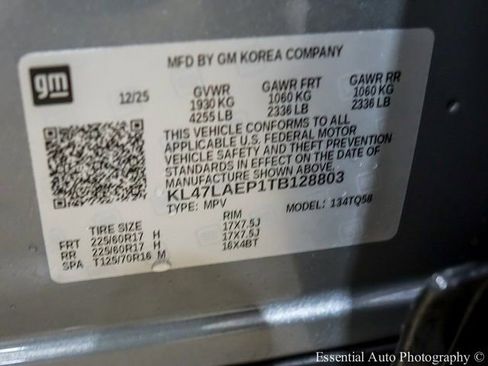 gm
MFD BY GM KOREA COMPANY
12/25
GVWR GAWR FRT GAWR RR
1930 KG 1060 KG 1060 KG
4255 LB 2336 LB 2336 LB
THIS VEHICLE CONFORMS TO ALL
APPLICABLE U.S. FEDERAL MOTOR
VEHICLE SAFETY AND THEFT PREVENTION
STANDARDS IN EFFECT ON THE DATE OF
MANUFACTURE SHOWN ABOVE.
KL47LAEP1TB128803
TYPE: MPV MODEL: 134TQ58
TIRE SIZE RIM
FRT 225/60R17 H 17X7.5J
RR 225/60R17 H 17X7.5J
SPA T125/70R16 M 16X4BT
Essential Auto Photography ©